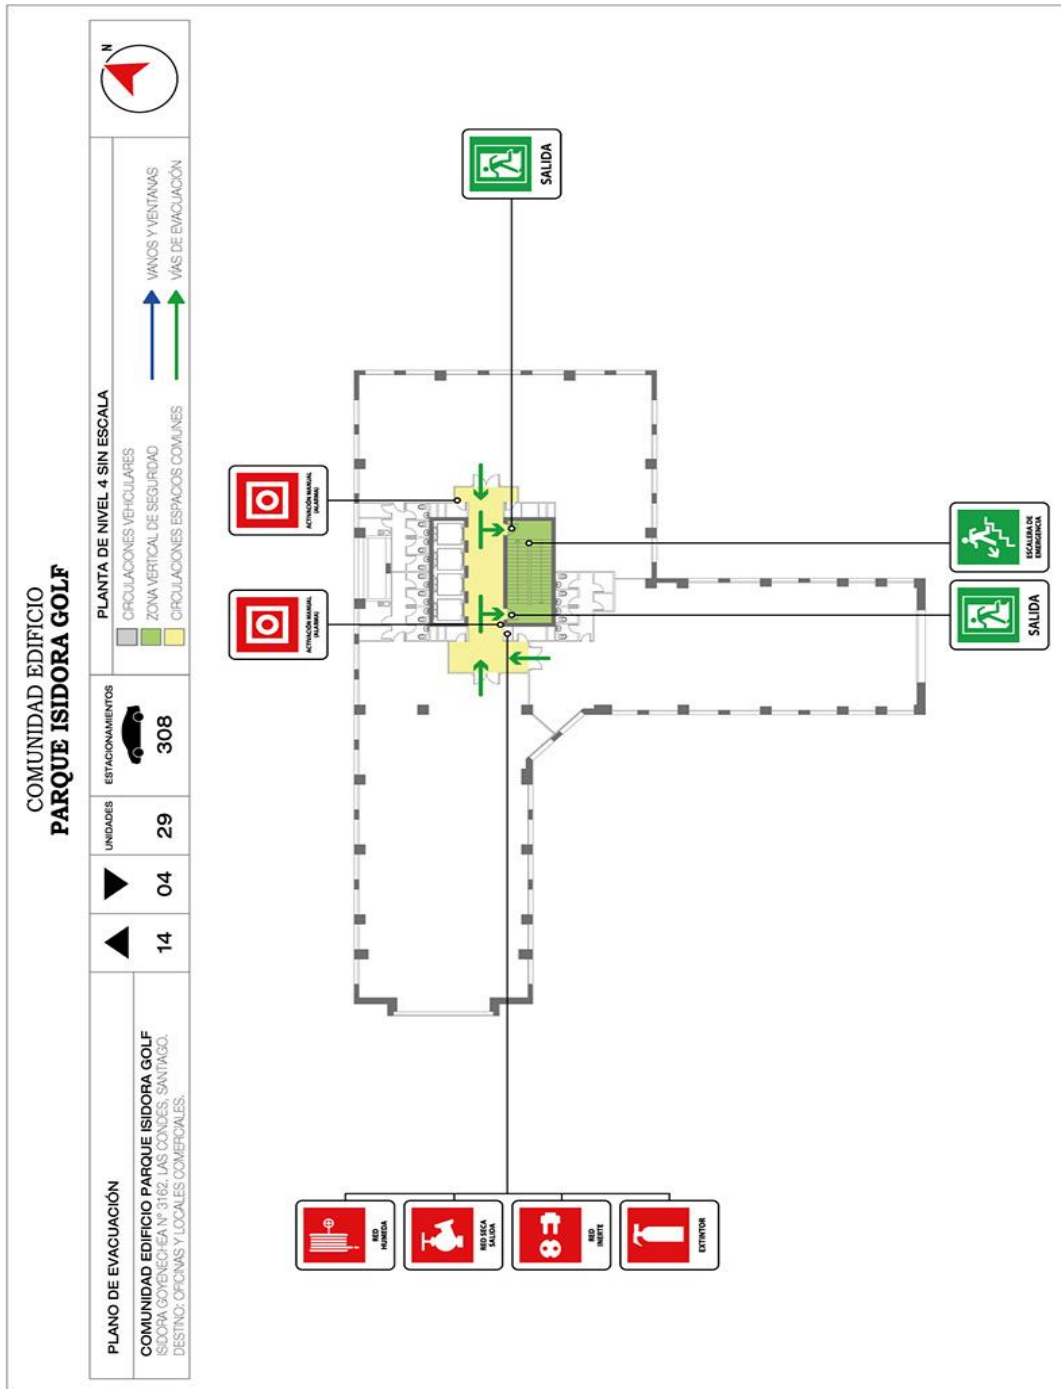 COMUNIDAD EDIFICIO
PARQUE ISIDORA GOLF
PLANO DE EVACUACIÓN
COMUNIDAD EDIFICIO PARQUE ISIDORA GOLF
ISIDORA GOYENECHEA Nº 3162, LAS CONDES, SANTIAGO.
DESTINO: OFICINAS Y LOCALES COMERCIALES.
14
04
UNIDADES
29
ESTACIONAMIENTOS
308
PLANTA DE NIVEL 4 SIN ESCALA
CIRCULACIONES VEHICULARES
ZONA VERTICAL DE SEGURIDAD
CIRCULACIONES ESPACIOS COMUNES
VANOS Y VENTANAS
VÍAS DE EVACUACIÓN
N
ACTIVACIÓN MANUAL
(ALARMA)
ACTIVACIÓN MANUAL
(ALARMA)
SALIDA
RED
HUMEDA
RED SECA
SALIDA
RED
INERTE
EXTINTOR
SALIDA
ESCALERA DE
EMERGENCIA